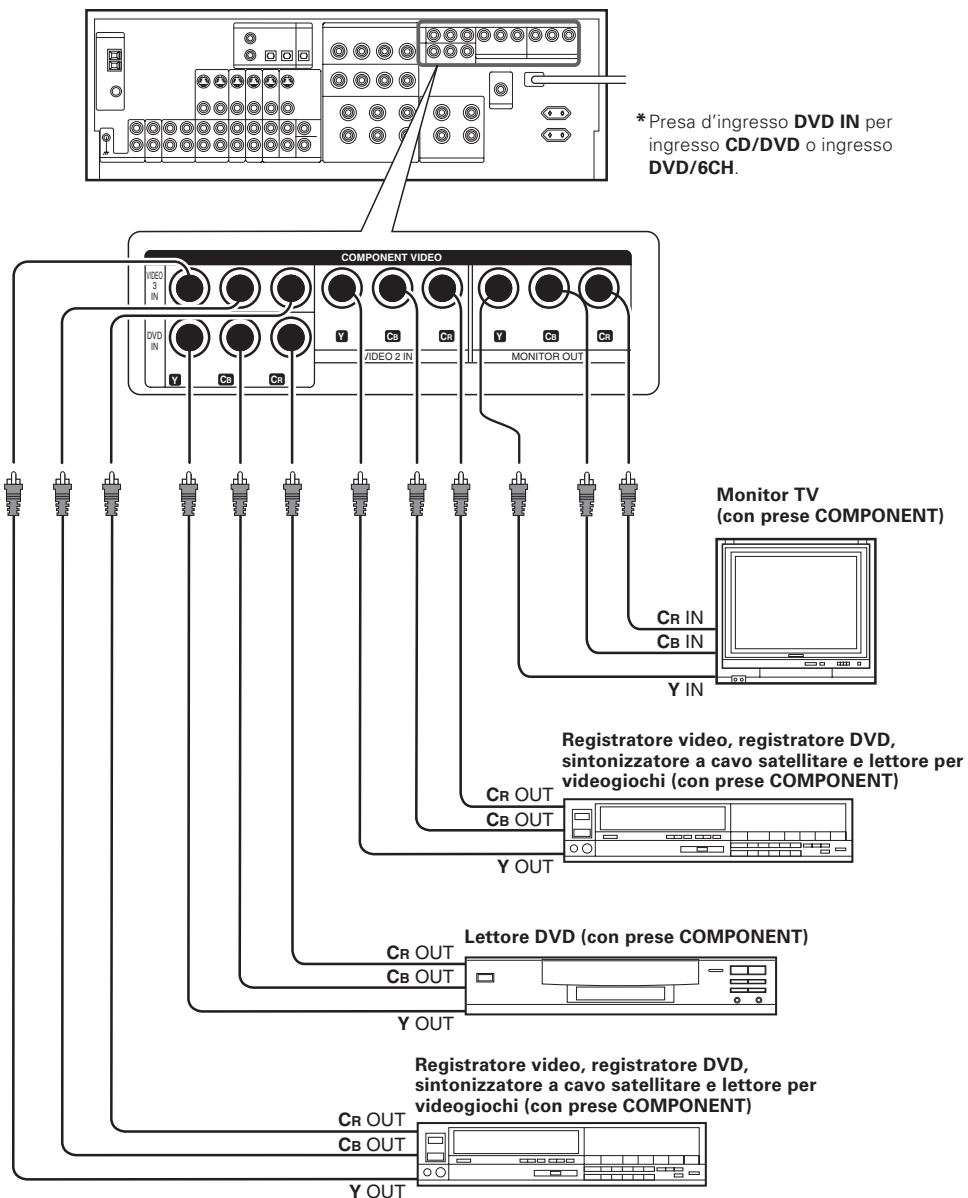 *Presa d'ingresso DVD IN per
ingresso CD/DVD o ingresso
DVD/6CH.
COMPONENT VIDEO
VIDEO
3
IN
DVD
IN
Y CB CR
Y CB CR
VIDEO 2 IN
Y CB CR
MONITOR OUT
Monitor TV
(con prese COMPONENT)
CR IN
CB IN
Y IN
Registratore video, registratore DVD,
sintonizzatore a cavo satellitare e lettore per
videogiochi (con prese COMPONENT)
CR OUT
CB OUT
Y OUT
Lettore DVD (con prese COMPONENT)
CR OUT
CB OUT
Y OUT
Registratore video, registratore DVD,
sintonizzatore a cavo satellitare e lettore per
videogiochi (con prese COMPONENT)
CR OUT
CB OUT
Y OUT